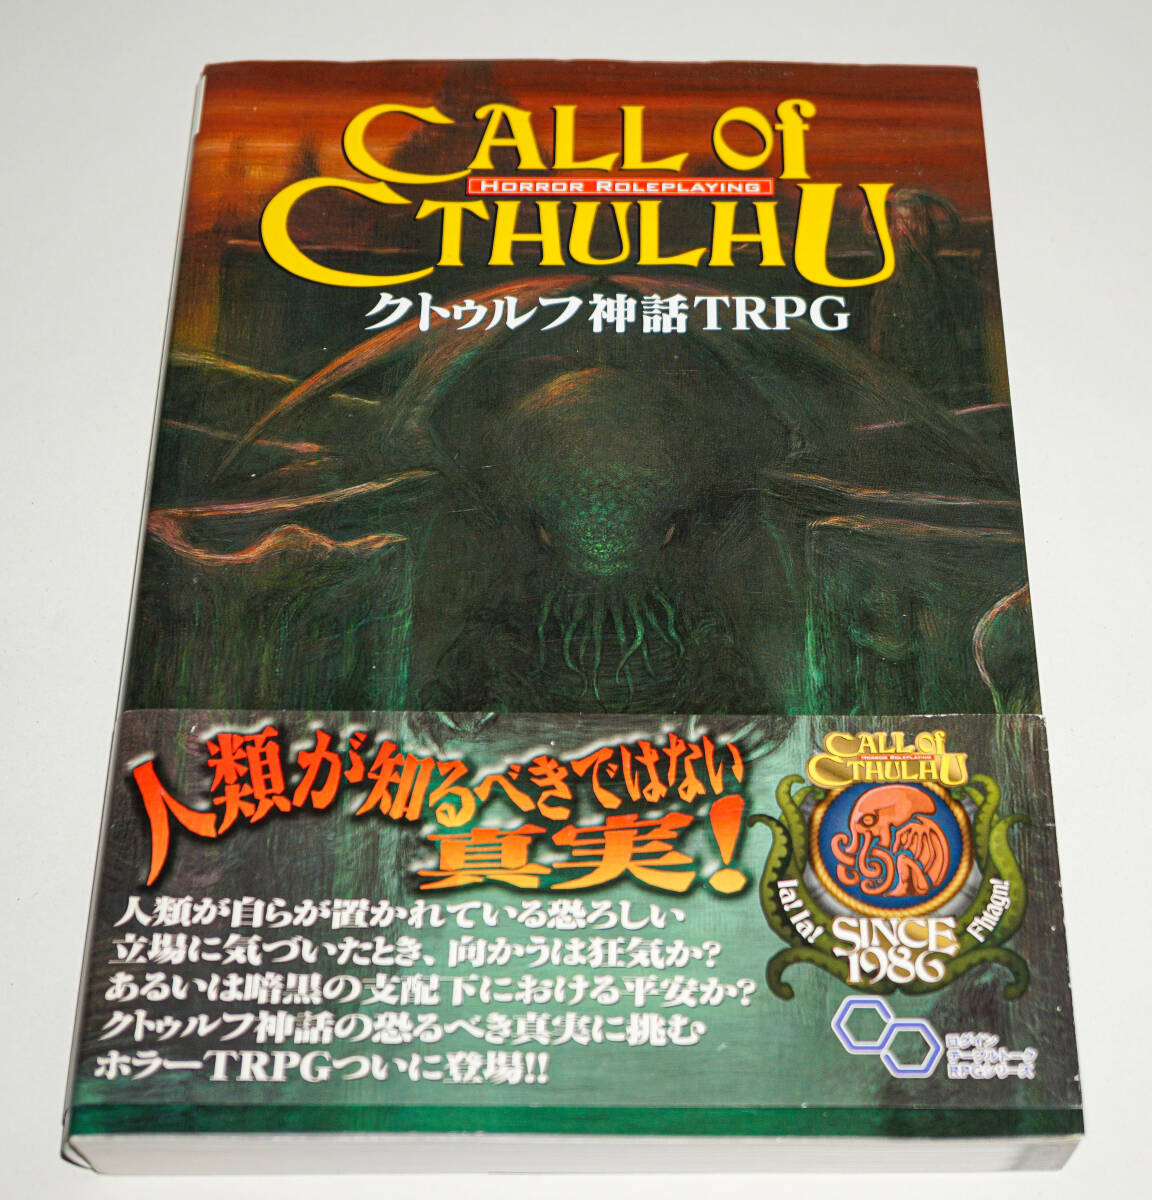 CALL of
HORROR ROLEPLAYING
CTHULHU
クトゥルフ神話TRPG
人類が知るべきではない
真実!
人類が自らが置かれている恐ろしい
立場に気づいたとき、向かうは狂気か?
あるいは暗黒の支配下における平安か?
クトゥルフ神話の恐るべき真実に挑む
ホラーTRPGついに登場!!
CALL of
HORROR ROLEPLAYING
CTHULHU
Ia! Ia!
Fhtagn!
SINCE
1986
ログイン
テーブルトーク
RPGシリーズ